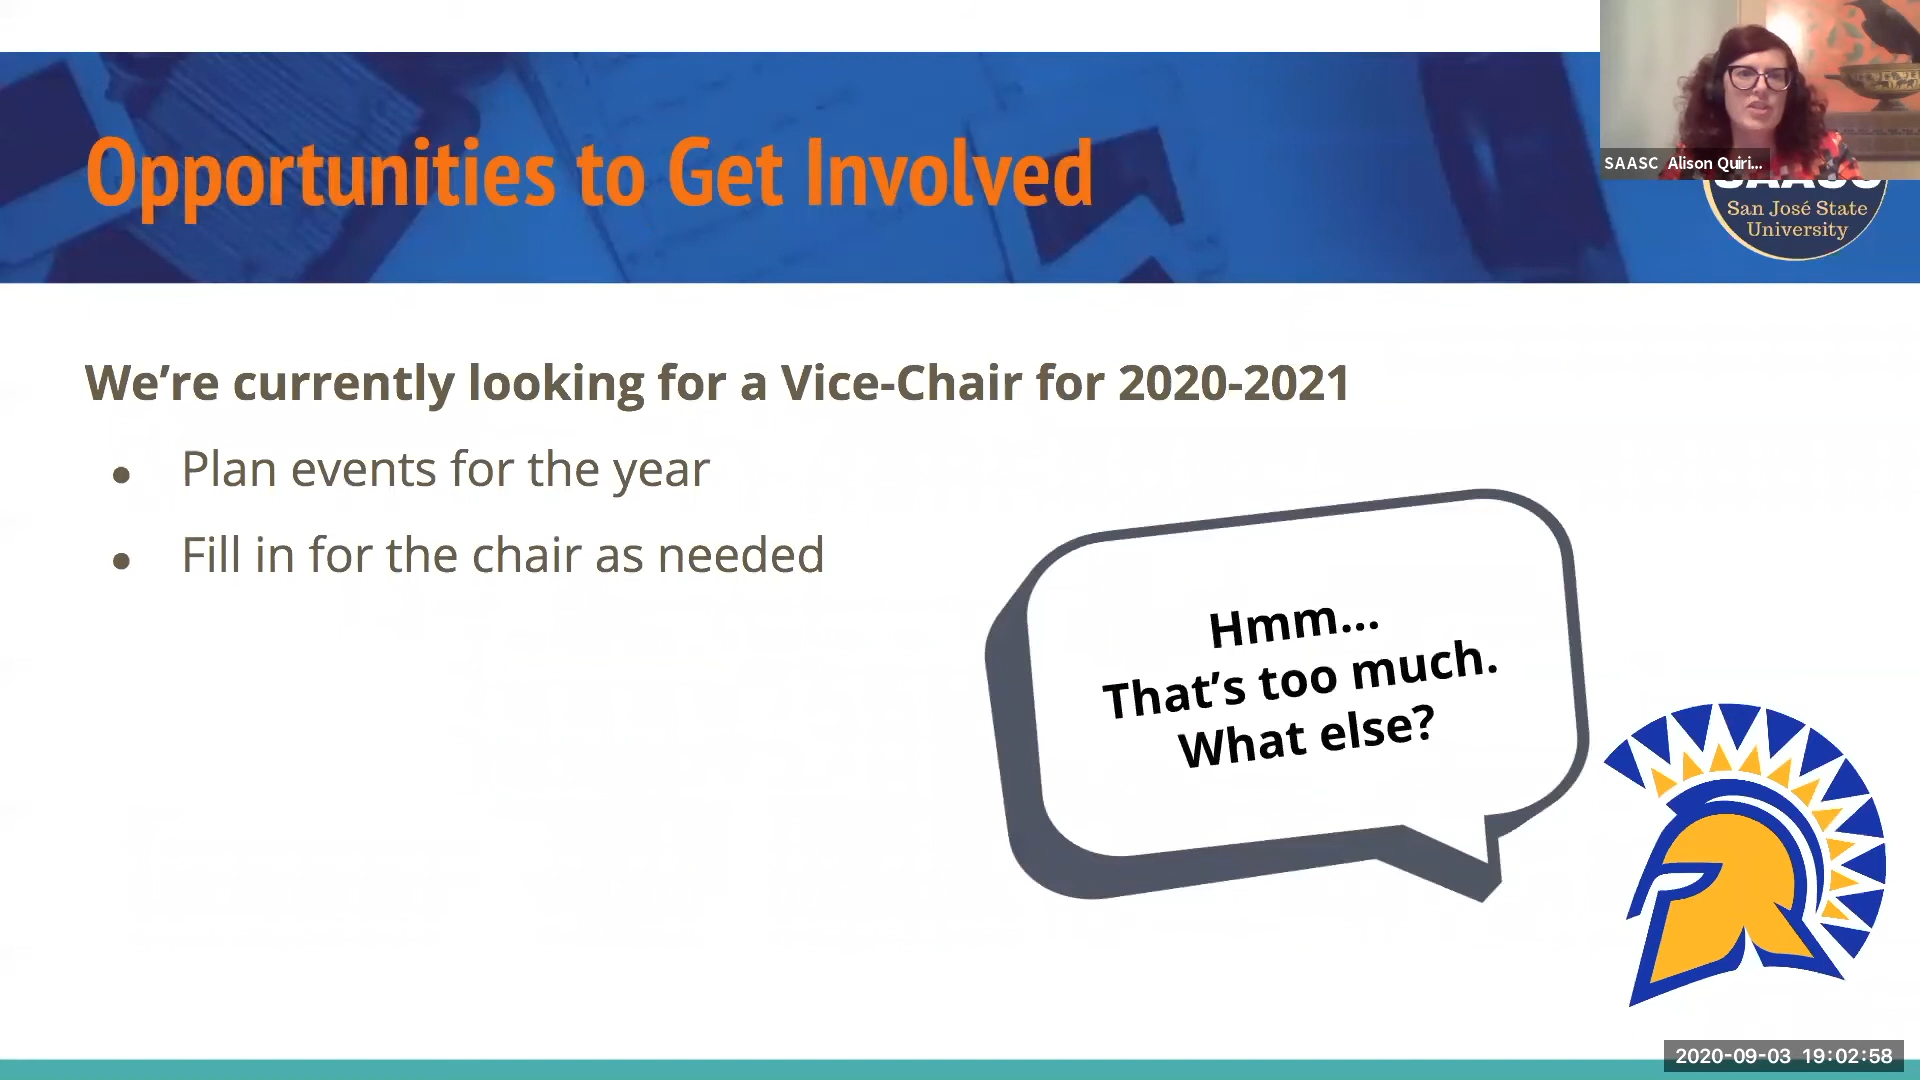 Opportunities to Get Involved
SAASC Alison Quiri...
San José State
University
We’re currently looking for a Vice-Chair for 2020-2021
● Plan events for the year
● Fill in for the chair as needed
Hmm...
That’s too much.
What else?
2020-09-03 19:02:58